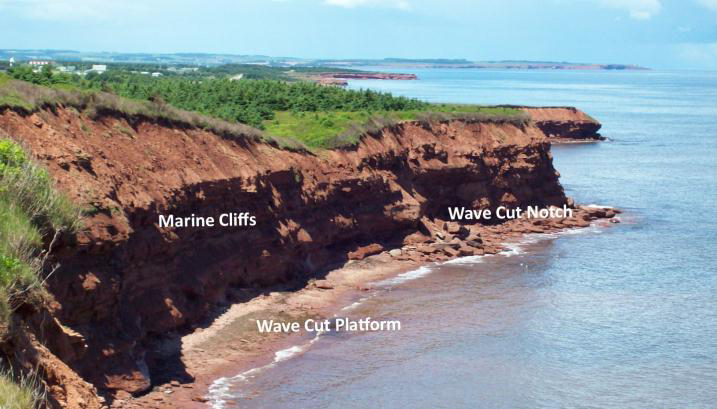 Marine Cliffs
Wave Cut Notch
Wave Cut Platform